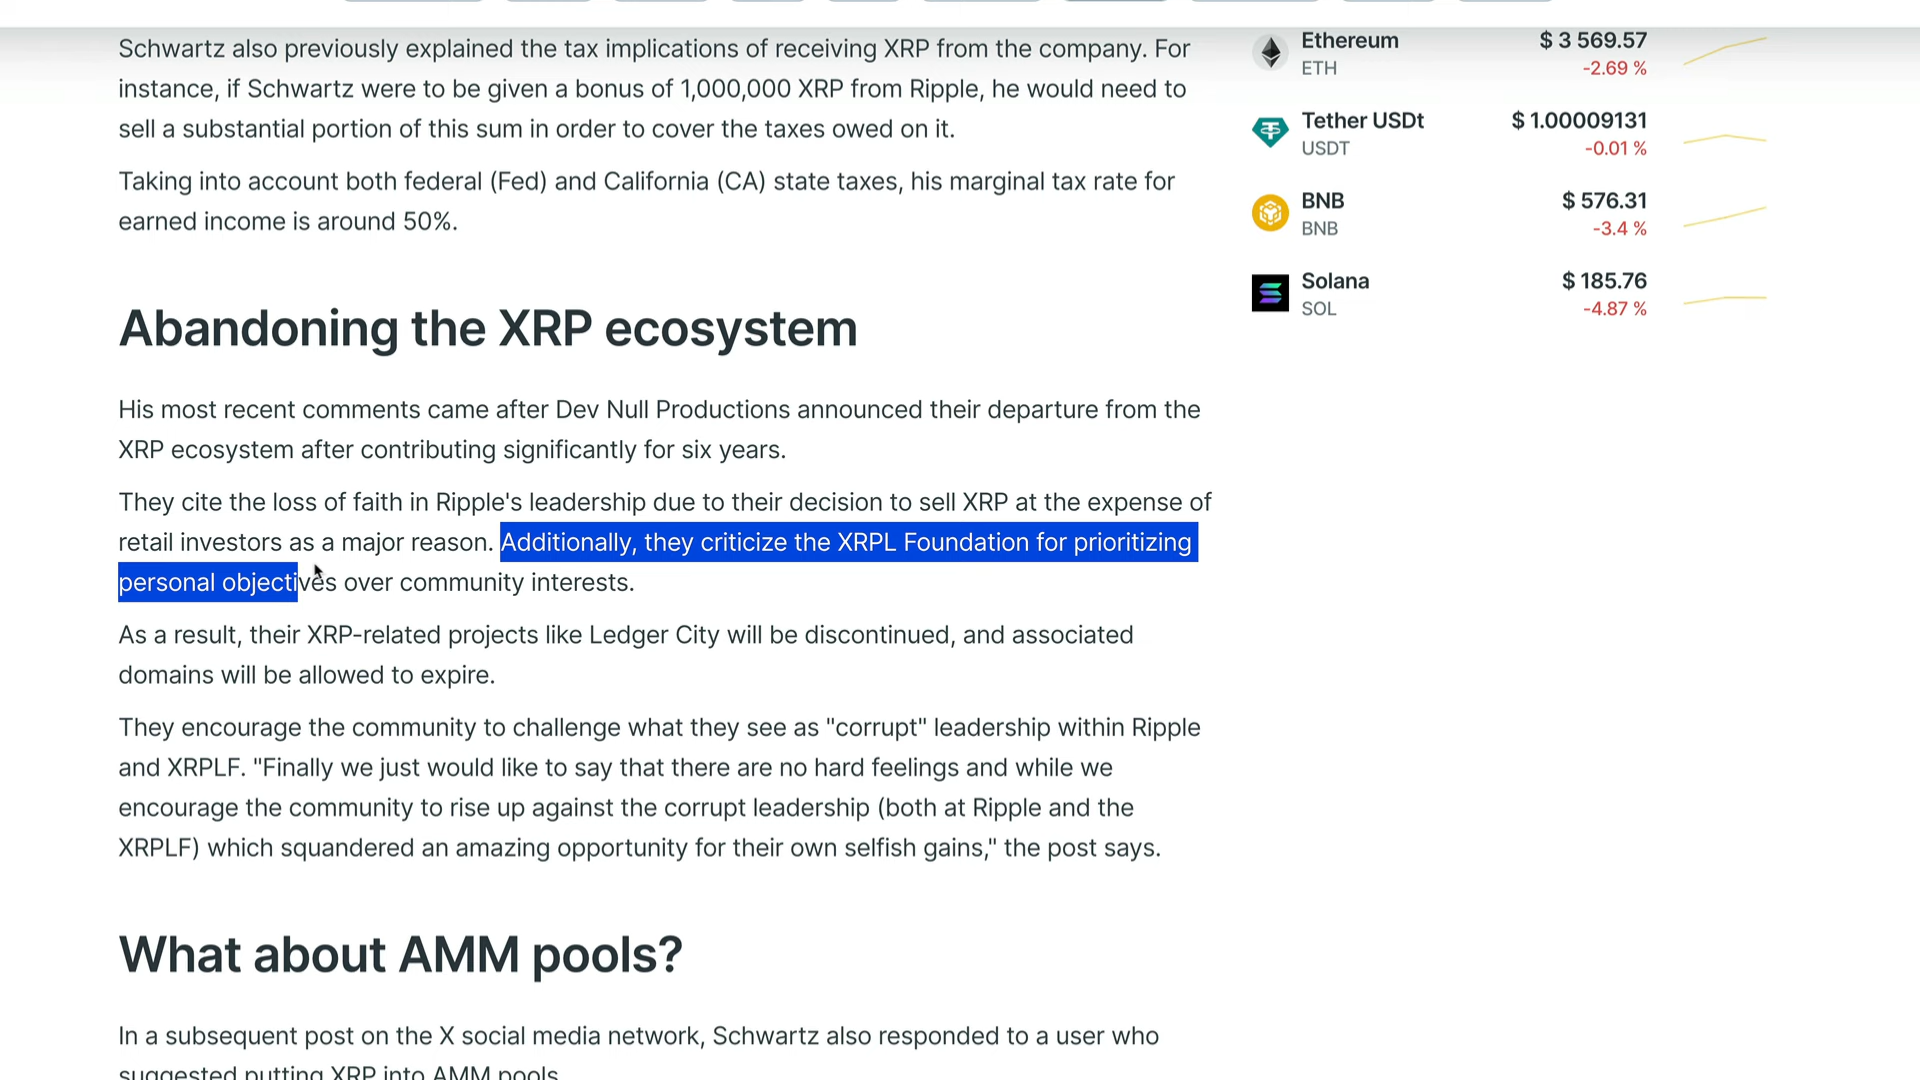 Schwartz also previously explained the tax implications of receiving XRP from the company. For
instance, if Schwartz were to be given a bonus of 1,000,000 XRP from Ripple, he would need to
sell a substantial portion of this sum in order to cover the taxes owed on it.
Taking into account both federal (Fed) and California (CA) state taxes, his marginal tax rate for
earned income is around 50%.
Abandoning the XRP ecosystem
His most recent comments came after Dev Null Productions announced their departure from the
XRP ecosystem after contributing significantly for six years.
They cite the loss of faith in Ripple's leadership due to their decision to sell XRP at the expense of
retail investors as a major reason. Additionally, they criticize the XRPL Foundation for prioritizing
personal objectives over community interests.
As a result, their XRP-related projects like Ledger City will be discontinued, and associated
domains will be allowed to expire.
They encourage the community to challenge what they see as "corrupt" leadership within Ripple
and XRPLF. "Finally we just would like to say that there are no hard feelings and while we
encourage the community to rise up against the corrupt leadership (both at Ripple and the
XRPLF) which squandered an amazing opportunity for their own selfish gains," the post says.
What about AMM pools?
In a subsequent post on the X social media network, Schwartz also responded to a user who
suggested putting XRP into AMM pools.
Ethereum $ 3 569.57
ETH -2.69 %
Tether USDt $ 1.00009131
USDT -0.01 %
BNB $ 576.31
BNB -3.4 %
Solana $ 185.76
SOL -4.87 %